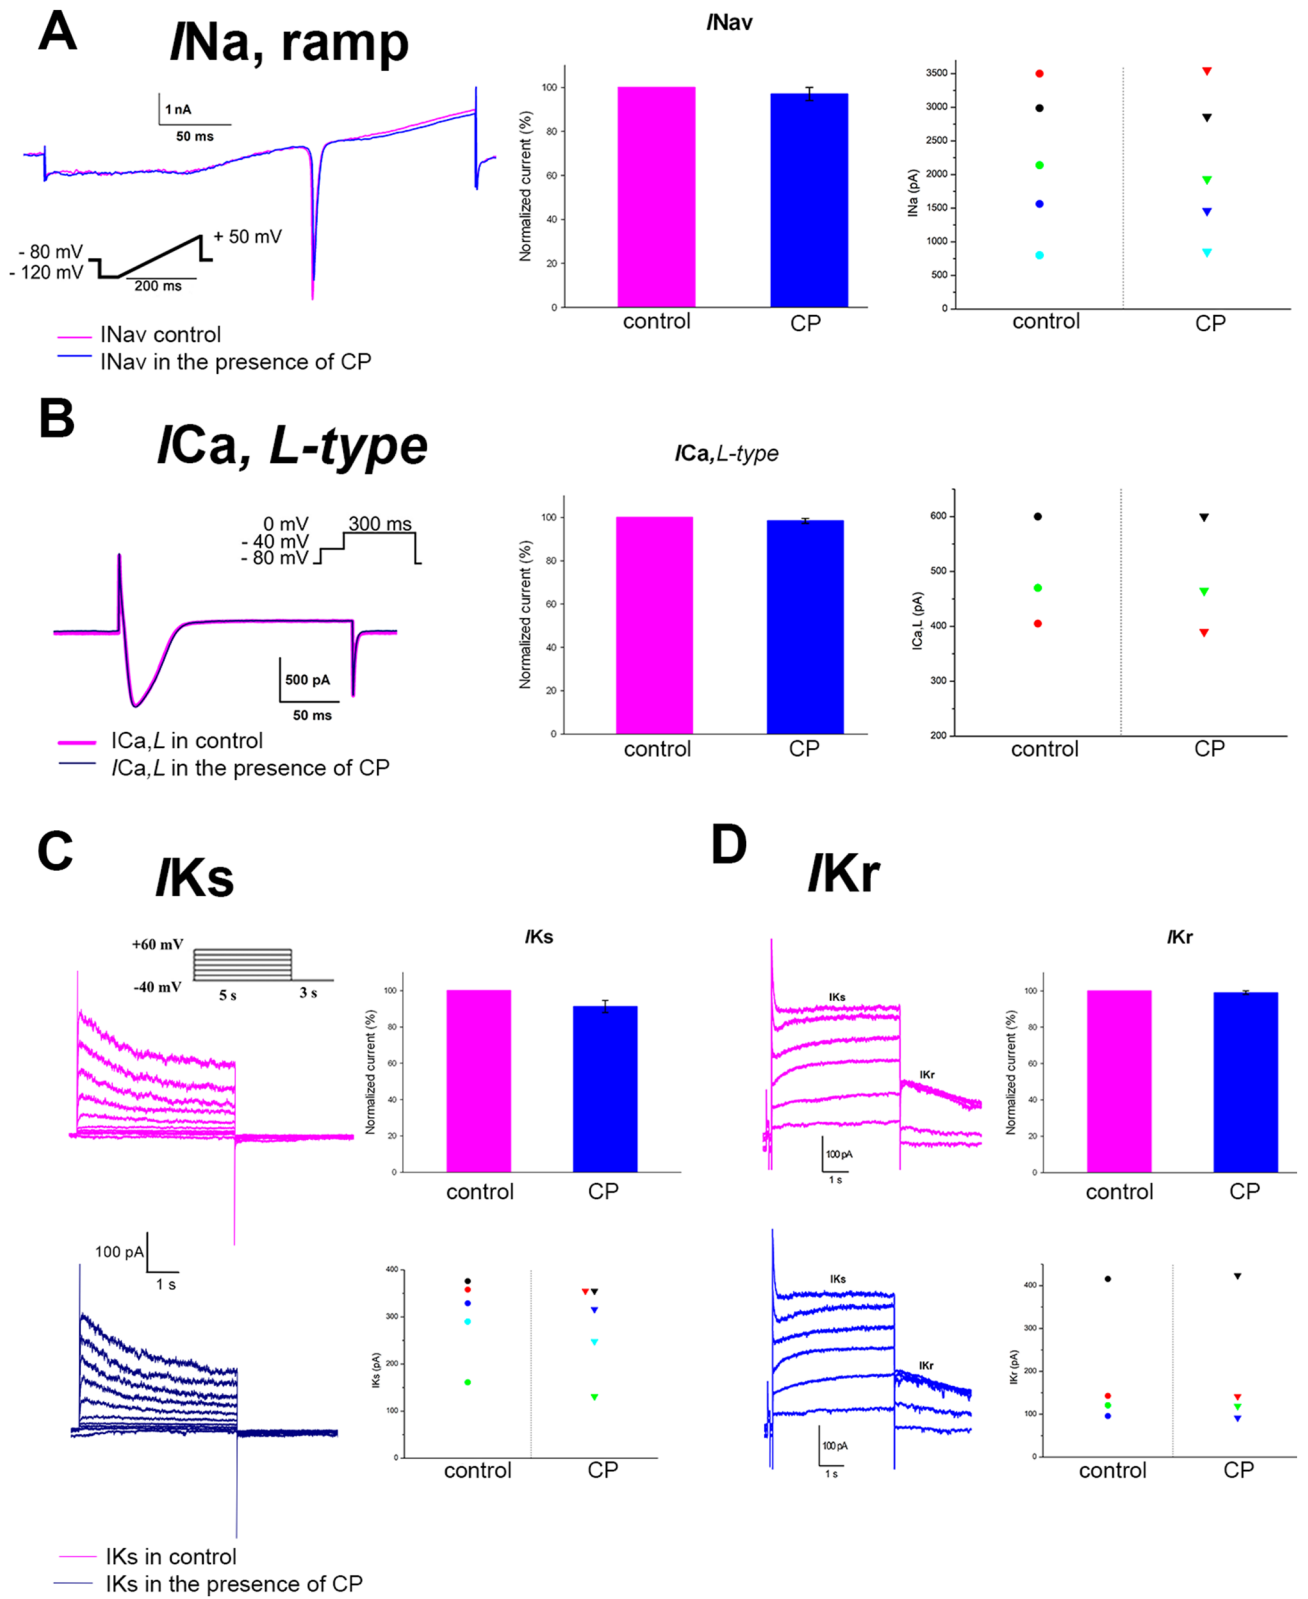 A
INa, ramp
1 nA
50 ms
+ 50 mV
- 80 mV
- 120 mV
200 ms
INav control
INav in the presence of CP
INav
Normalized current (%)
100
80
60
40
20
0
control
CP
INa (pA)
3500
3000
2500
2000
1500
1000
500
0
control
CP
B
ICa, L-type
0 mV
300 ms
- 40 mV
- 80 mV
500 pA
50 ms
ICa,L in control
ICa,L in the presence of CP
ICa,L-type
Normalized current (%)
100
80
60
40
20
0
control
CP
ICa,L (pA)
600
500
400
300
200
control
CP
C
IKs
+60 mV
-40 mV
5 s
3 s
100 pA
1 s
IKs in control
IKs in the presence of CP
IKs
Normalized current (%)
100
80
60
40
20
0
control
CP
IKs (pA)
400
300
200
100
0
control
CP
D
IKr
IKs
IKr
100 pA
1 s
IKs
IKr
100 pA
1 s
IKr
Normalized current (%)
100
80
60
40
20
0
control
CP
IKr (pA)
400
300
200
100
0
control
CP